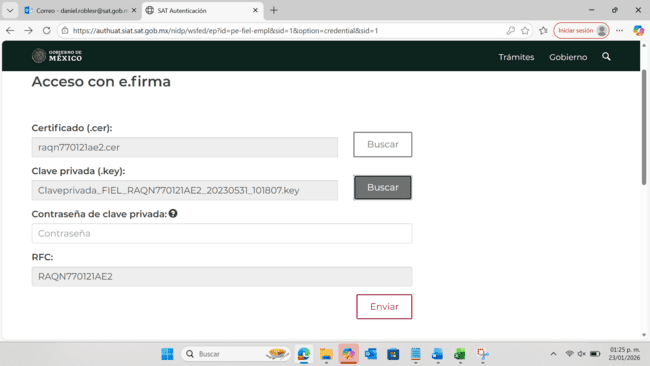 Correo - daniel.roblesr@sat.gob.m
SAT Autenticación
https://authuat.siat.sat.gob.mx/nidp/wsfed/ep?id=pe-fiel-empl&sid=1&option=credential&sid=1
Iniciar sesión
GOBIERNO DE
MÉXICO
Trámites
Gobierno
Acceso con e.firma
Certificado (.cer):
raqn770121ae2.cer
Buscar
Clave privada (.key):
Claveprivada_FIEL_RAQN770121AE2_20230531_101807.key
Buscar
Contraseña de clave privada:
Contraseña
RFC:
RAQN770121AE2
Enviar
Buscar
01:25 p. m.
23/01/2026